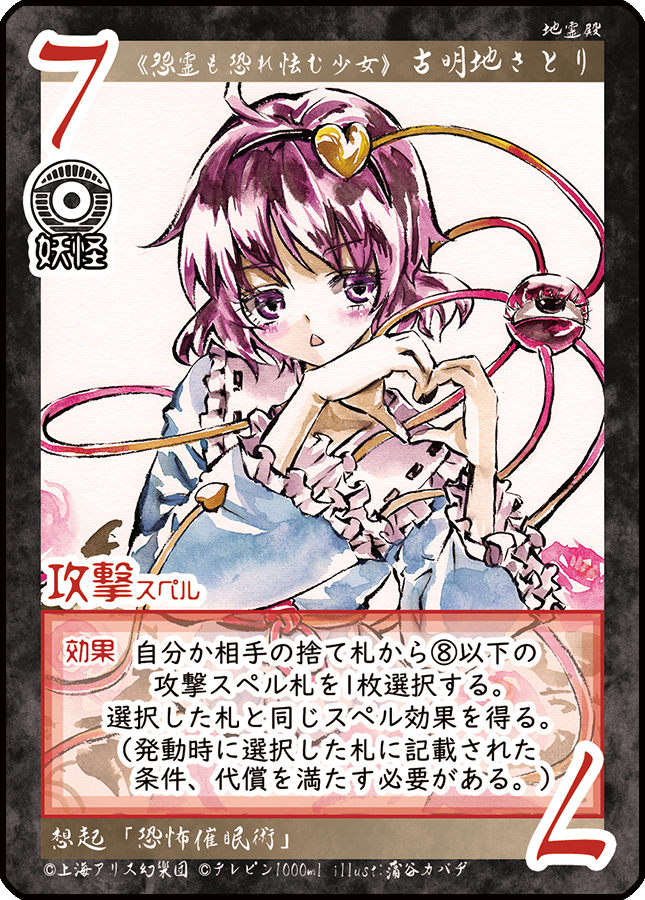 地霊殿
7
《怨霊も恐れ怯む少女》 古明地さとり
妖怪
攻撃スペル
効果 自分か相手の捨て札から⑧以下の
攻撃スペル札を1枚選択する。
選択した札と同じスペル効果を得る。
(発動時に選択した札に記載された
条件、代償を満たす必要がある。)
7
想起「恐怖催眠術」
©上海アリス幻樂団 ©テレピン1000ml illust:蒲谷カバヂ